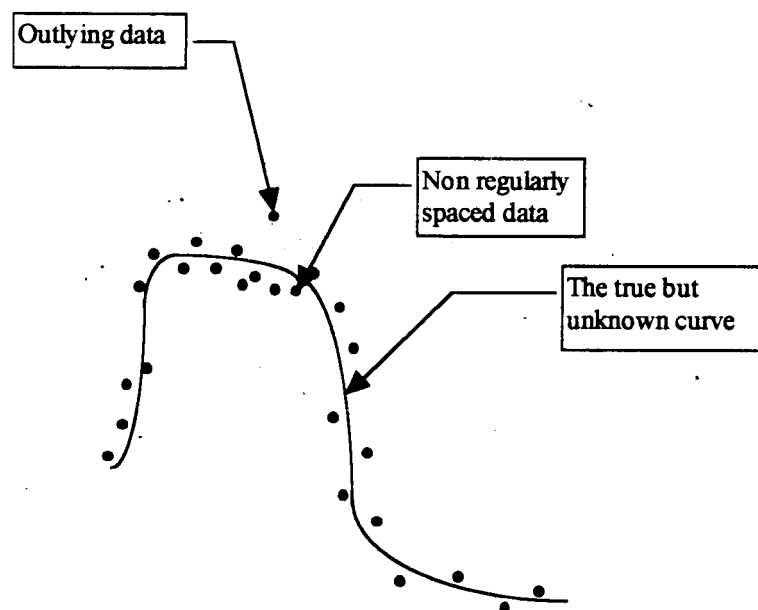 Outlying data
Non regularly
spaced data
The true but
unknown curve